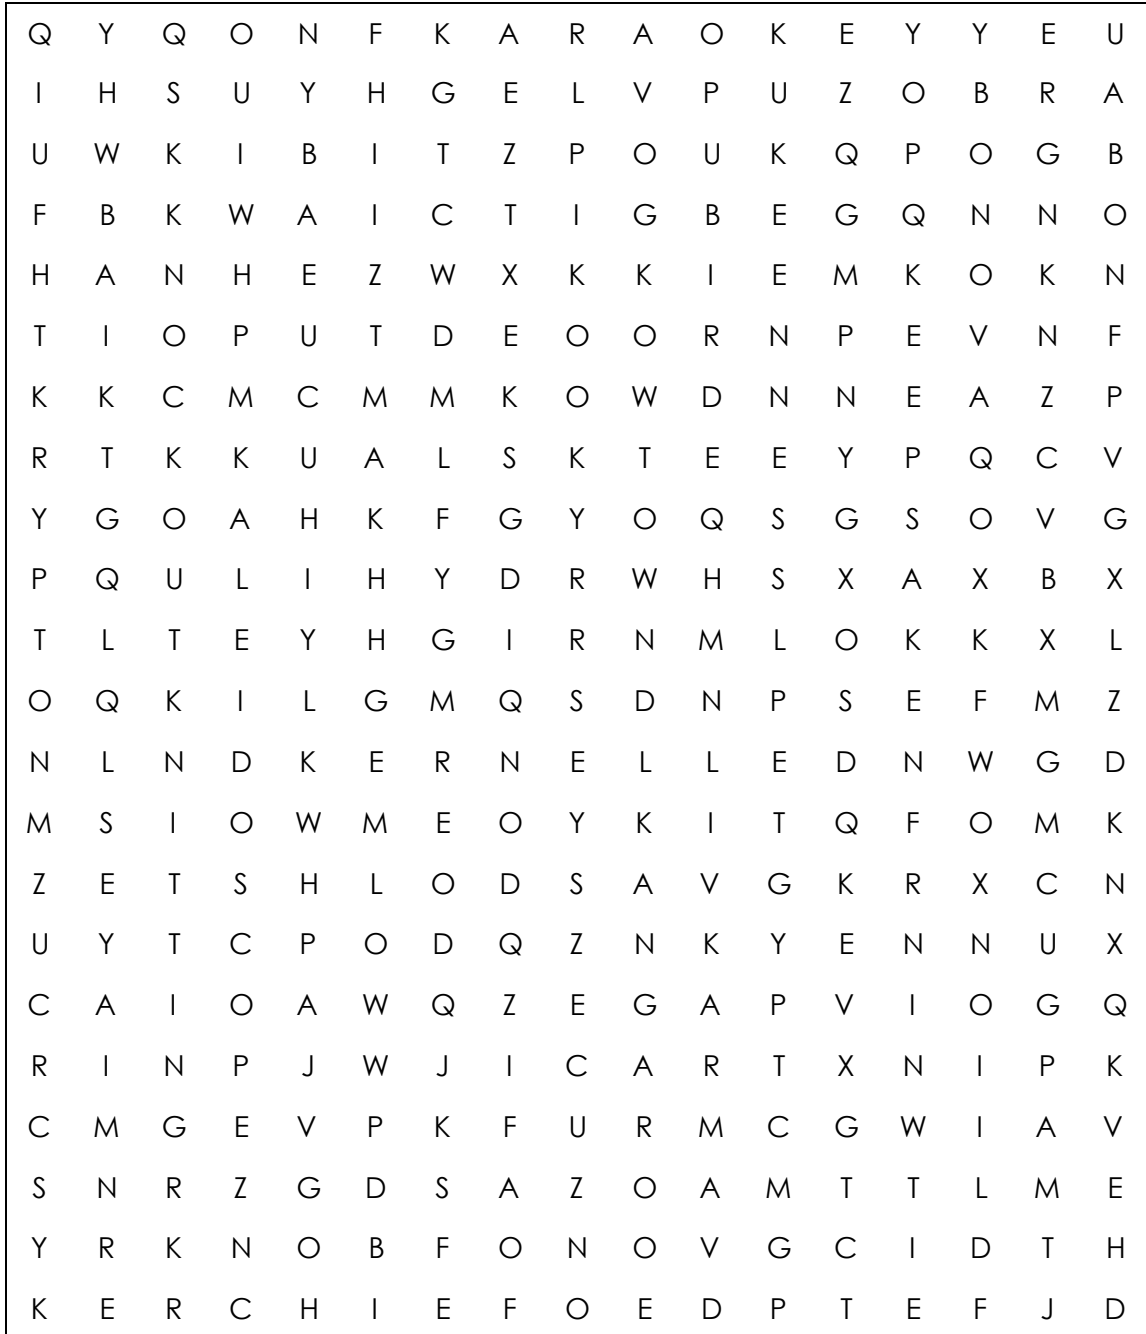 Q Y Q O N F K A R A O K E Y Y E U
I H S U Y H G E L V P U Z O B R A
U W K I B I T Z P O U K Q P O G B
F B K W A I C T I G B E G Q N N O
H A N H E Z W X K K I E M K O K N
T I O P U T D E O O R N P E V N F
K K C M C M M K O W D N N E A Z P
R T K K U A L S K T E E Y P Q C V
Y G O A H K F G Y O Q S G S O V G
P Q U L I H Y D R W H S X A X B X
T L T E Y H G I R N M L O K K X L
O Q K I L G M Q S D N P S E F M Z
N L N D K E R N E L L E D N W G D
M S I O W M E O Y K I T Q F O M K
Z E T S H L O D S A V G K R X C N
U Y T C P O D Q Z N K Y E N N U X
C A I O A W Q Z E G A P V I O G Q
R I N P J W J I C A R T X N I P K
C M G E V P K F U R M C G W I A V
S N R Z G D S A Z O A M T T L M E
Y R K N O B F O N O V G C I D T H
K E R C H I E F O E D P T E F J D